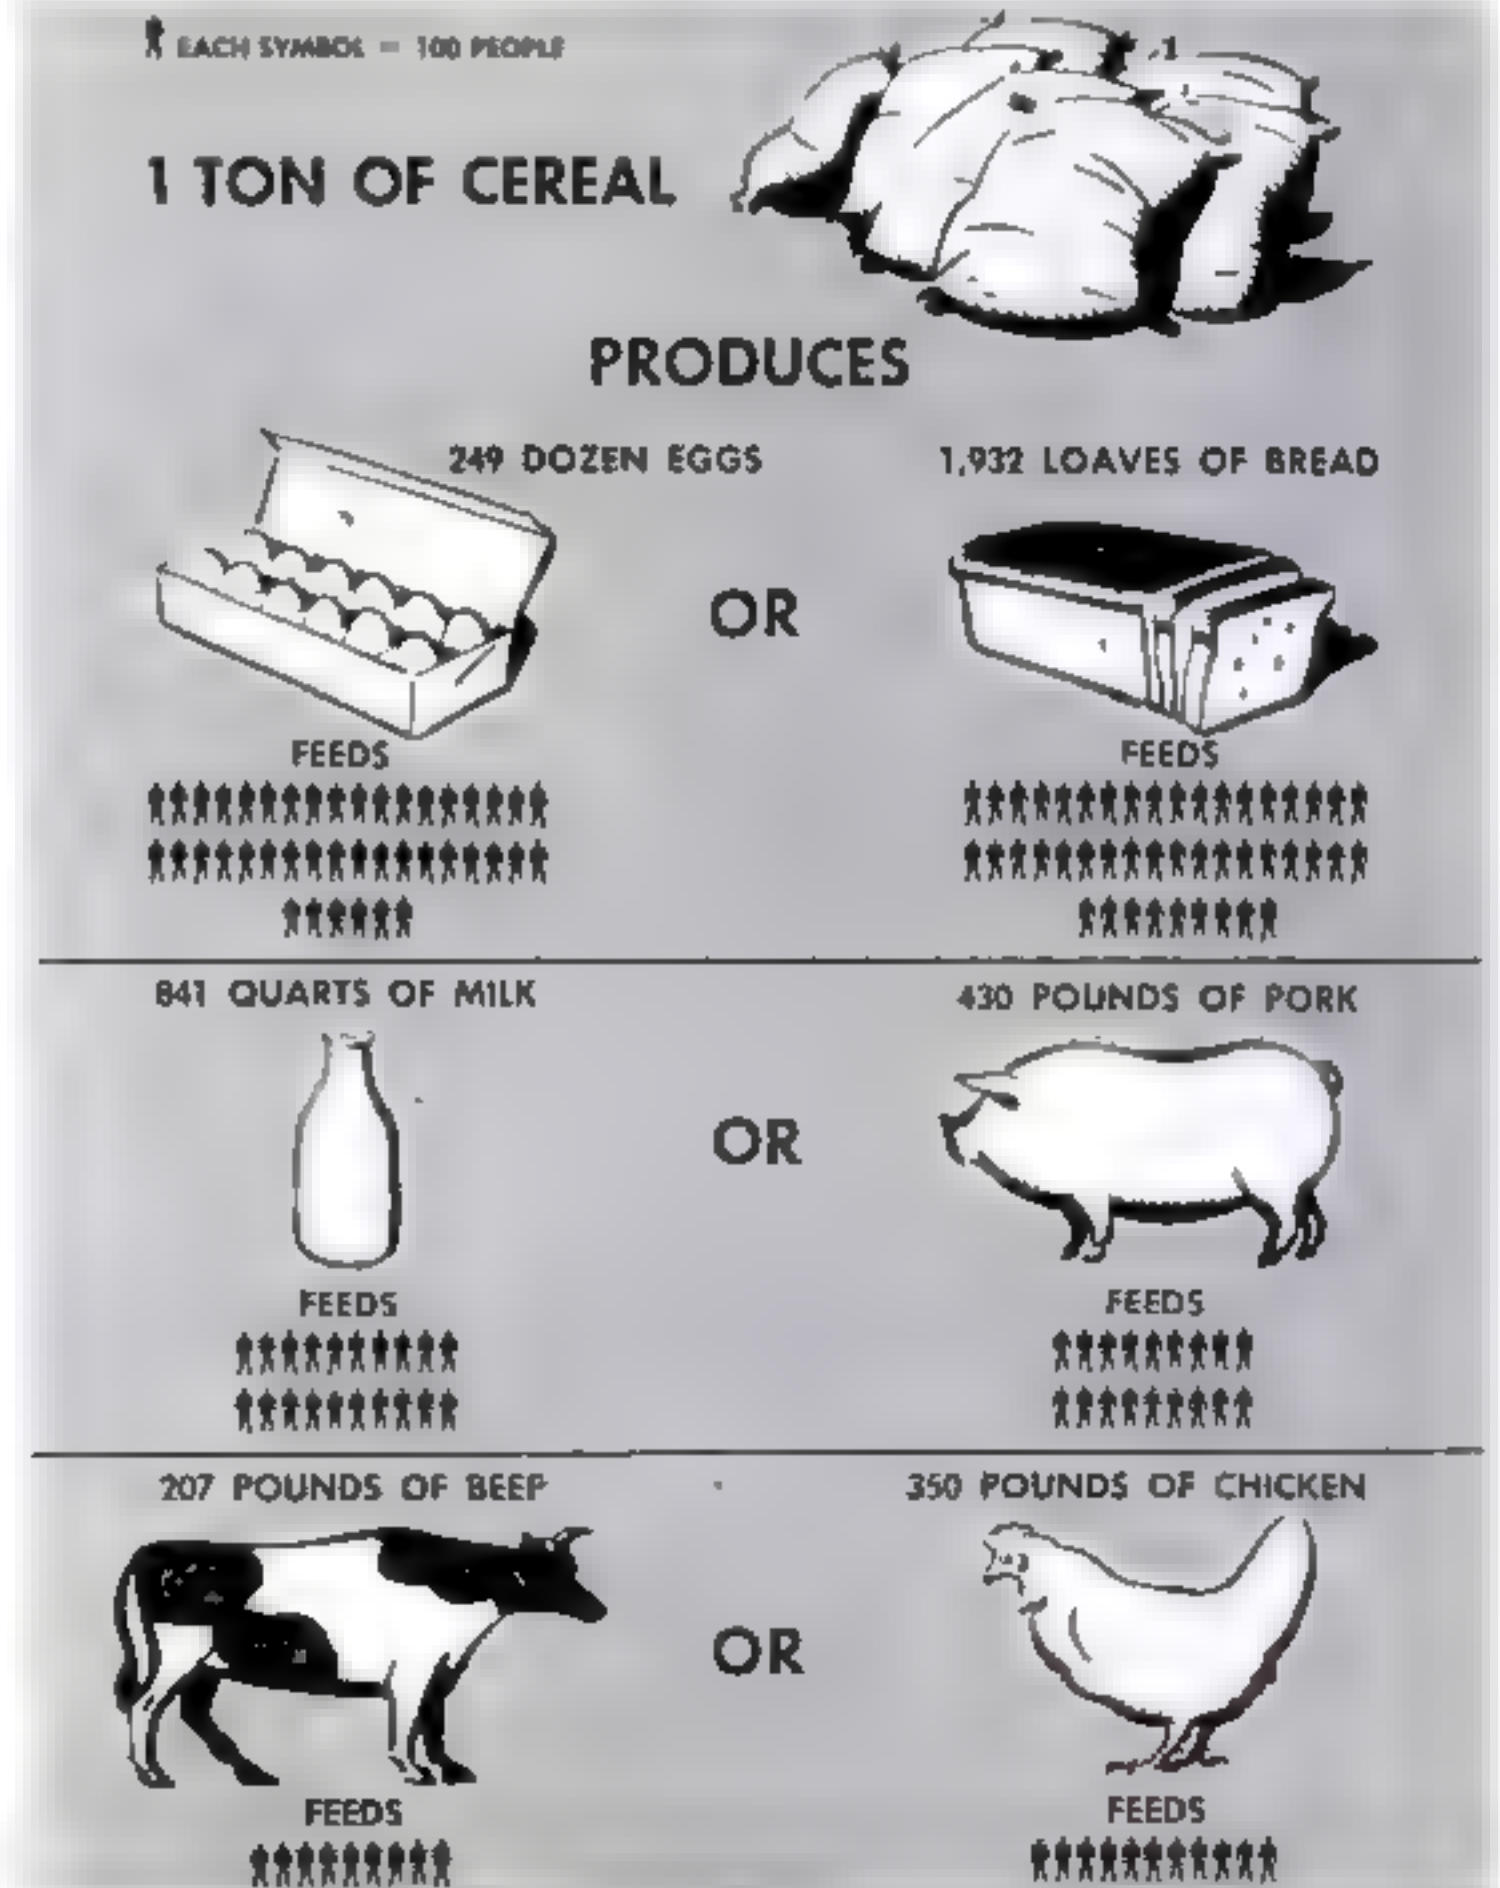 EACH SYMBOL = 100 PEOPLE
1 TON OF CEREAL
PRODUCES
249 DOZEN EGGS
1,932 LOAVES OF BREAD
OR
FEEDS
FEEDS
841 QUARTS OF MILK
430 POUNDS OF PORK
OR
FEEDS
FEEDS
207 POUNDS OF BEEF
350 POUNDS OF CHICKEN
OR
FEEDS
FEEDS